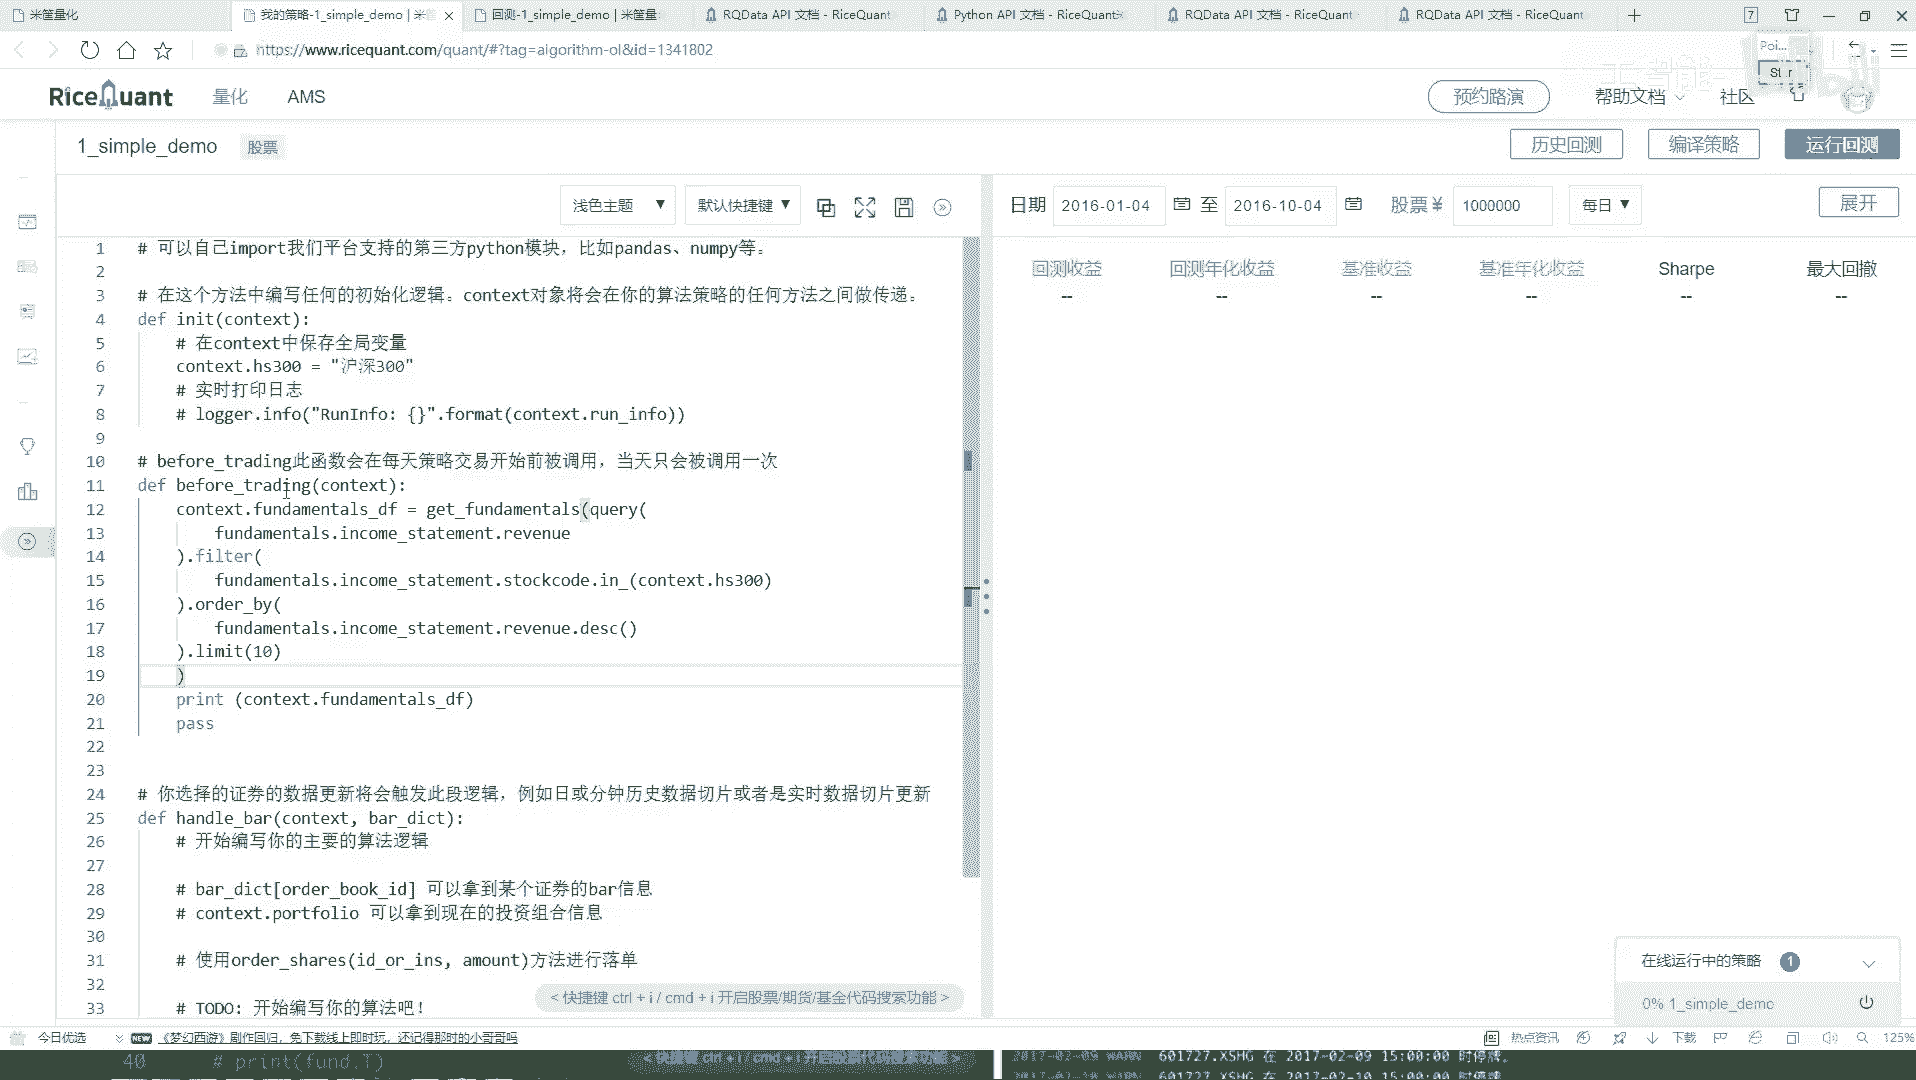 米筐量化
我的策略-1_simple_demo | 米筐
回测-1_simple_demo | 米筐量
RQData API 文档 - RiceQuant
Python API 文档 - RiceQuant
RQData API 文档 - RiceQuant
RQData API 文档 - RiceQuant
7
https://www.ricequant.com/quant/#?tag=algorithm-ol&id=1341802
Poi...
RiceQuant
量化
AMS
预约路演
帮助文档
社区
1_simple_demo
股票
历史回测
编译策略
运行回测
浅色主题
默认快捷键
日期
2016-01-04
至
2016-10-04
股票¥
1000000
每日
展开
回测收益
回测年化收益
基准收益
基准年化收益
Sharpe
最大回撤
--
--
--
--
--
--
1 # 可以自己import我们平台支持的第三方python模块，比如pandas、numpy等。
2
3 # 在这个方法中编写任何的初始化逻辑。context对象将会在你的算法策略的任何方法之间做传递。
4 def init(context):
5 # 在context中保存全局变量
6 context.hs300 = "沪深300"
7 # 实时打印日志
8 # logger.info("RunInfo: {}".format(context.run_info))
9
10 # before_trading此函数会在每天策略交易开始前被调用，当天只会被调用一次
11 def before_trading(context):
12 context.fundamentals_df = get_fundamentals(query(
13 fundamentals.income_statement.revenue
14 ).filter(
15 fundamentals.income_statement.stockcode.in_(context.hs300)
16 ).order_by(
17 fundamentals.income_statement.revenue.desc()
18 ).limit(10)
19 )
20 print (context.fundamentals_df)
21 pass
22
23
24 # 你选择的证券的数据更新将会触发此段逻辑，例如日或分钟历史数据切片或者是实时数据切片更新
25 def handle_bar(context, bar_dict):
26 # 开始编写你的主要的算法逻辑
27
28 # bar_dict[order_book_id] 可以拿到某个证券的bar信息
29 # context.portfolio 可以拿到现在的投资组合信息
30
31 # 使用order_shares(id_or_ins, amount)方法进行落单
32
33 # TODO: 开始编写你的算法吧！
< 快捷键 ctrl + i / cmd + i 开启股票/期货/基金代码搜索功能 >
在线运行中的策略 1
0% 1_simple_demo
今日优选
NEW
《梦幻西游》剧作回归，免下载线上即时玩，还记得那时的小哥哥吗
热点资讯
下载
125%
40 # print(fund.T)
< 快捷键 ctrl + i / cmd + i 开启股票/期货/基金代码搜索功能 >
2017-02-09 WARN 601727.XSHG 在 2017-02-09 15:00:00 时停牌。
2017-02-10 WARN 601727.XSHG 在 2017-02-10 15:00:00 时停牌。